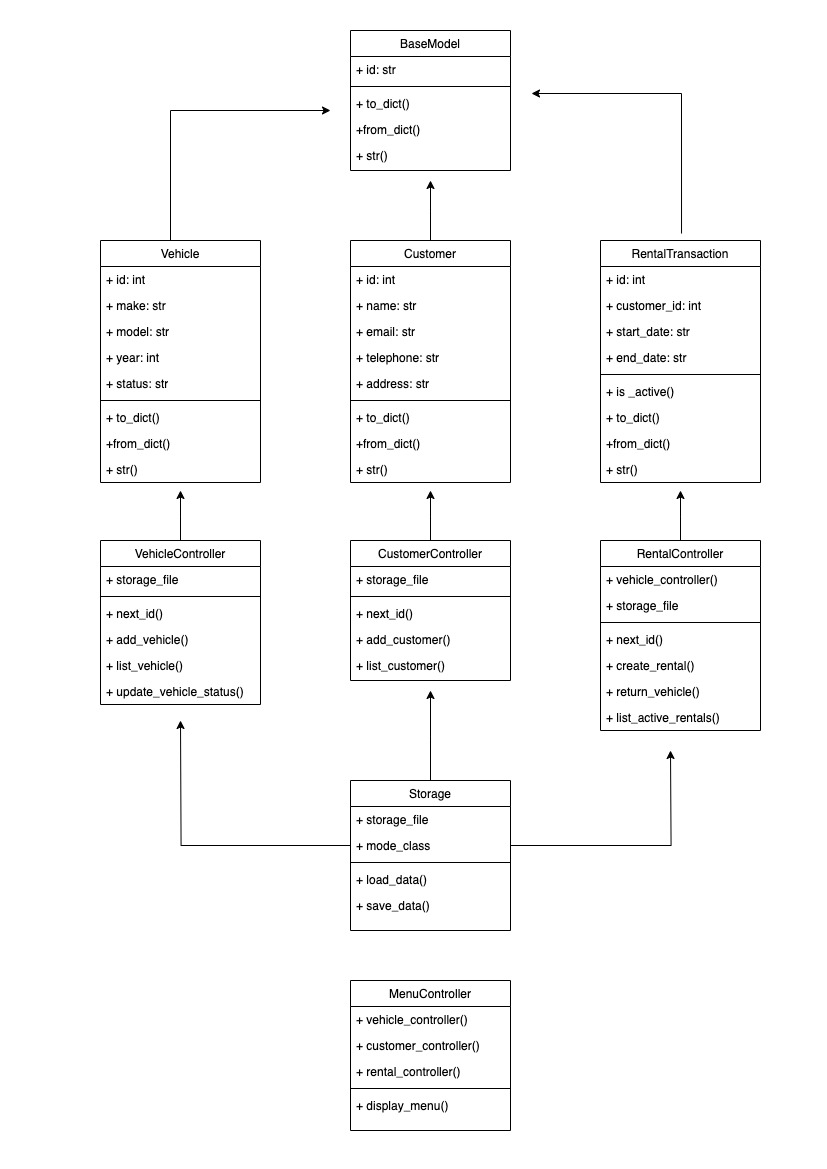 BaseModel
+ id: str
+ to_dict()
+from_dict()
+ str()
Vehicle
+ id: int
+ make: str
+ model: str
+ year: int
+ status: str
+ to_dict()
+from_dict()
+ str()
Customer
+ id: int
+ name: str
+ email: str
+ telephone: str
+ address: str
+ to_dict()
+from_dict()
+ str()
RentalTransaction
+ id: int
+ customer_id: int
+ start_date: str
+ end_date: str
+ is _active()
+ to_dict()
+from_dict()
+ str()
VehicleController
+ storage_file
+ next_id()
+ add_vehicle()
+ list_vehicle()
+ update_vehicle_status()
CustomerController
+ storage_file
+ next_id()
+ add_customer()
+ list_customer()
RentalController
+ vehicle_controller()
+ storage_file
+ next_id()
+ create_rental()
+ return_vehicle()
+ list_active_rentals()
Storage
+ storage_file
+ mode_class
+ load_data()
+ save_data()
MenuController
+ vehicle_controller()
+ customer_controller()
+ rental_controller()
+ display_menu()